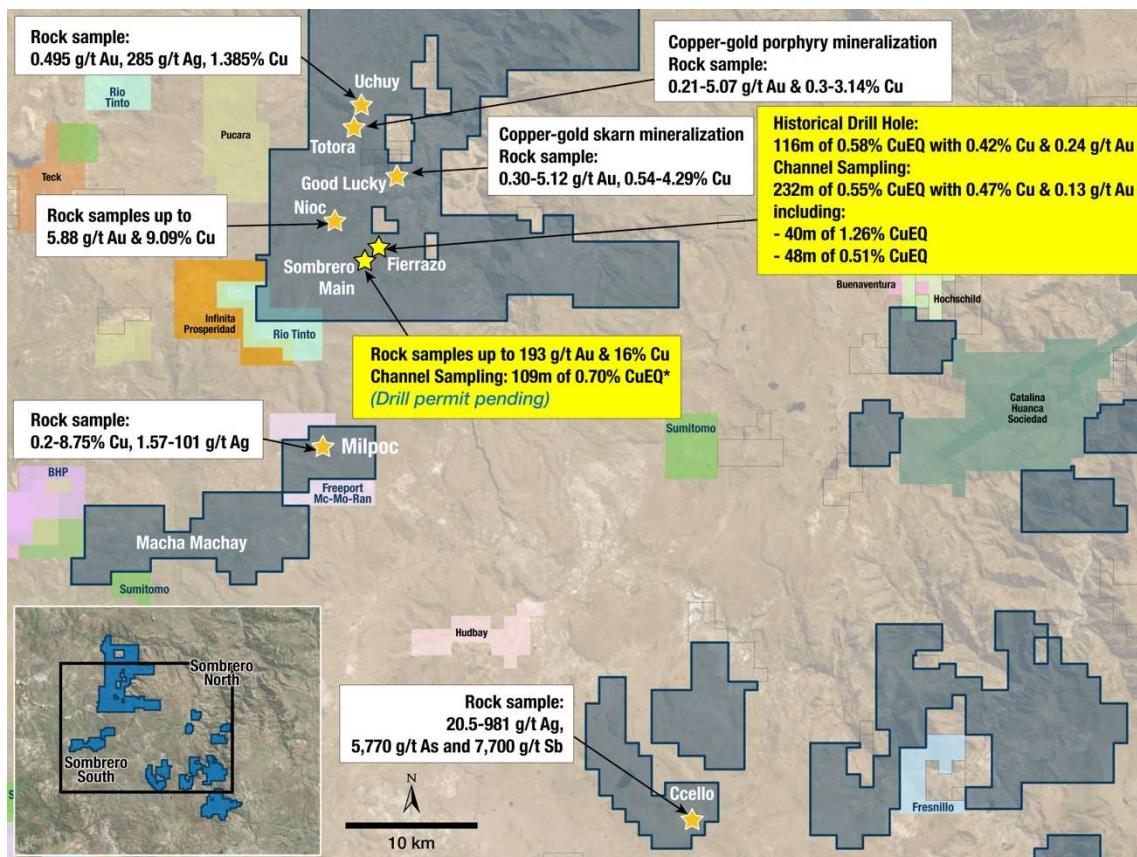 Rock sample:
0.495 g/t Au, 285 g/t Ag, 1.385% Cu
Copper-gold porphyry mineralization
Rock sample:
0.21-5.07 g/t Au & 0.3-3.14% Cu
Rio
Tinto
Pucara
Uchuy
Totora
Teck
Copper-gold skarn mineralization
Rock sample:
0.30-5.12 g/t Au, 0.54-4.29% Cu
Historical Drill Hole:
116m of 0.58% CuEQ with 0.42% Cu & 0.24 g/t Au
Channel Sampling:
232m of 0.55% CuEQ with 0.47% Cu & 0.13 g/t Au
including:
- 40m of 1.26% CuEQ
- 48m of 0.51% CuEQ
Good Lucky
Nioc
Rock samples up to
5.88 g/t Au & 9.09% Cu
Fierrazo
Sombrero
Main
Infinita
Prosperidad
Rio Tinto
Buenaventura
Hochschild
Rock samples up to 193 g/t Au & 16% Cu
Channel Sampling: 109m of 0.70% CuEQ*
(Drill permit pending)
Catalina
Huanca
Sociedad
Rock sample:
0.2-8.75% Cu, 1.57-101 g/t Ag
Milpoc
Sumitomo
BHP
Freeport
Mc-Mo-Ran
Macha Machay
Sumitomo
Hudbay
Sombrero
North
Sombrero
South
Rock sample:
20.5-981 g/t Ag,
5,770 g/t As and 7,700 g/t Sb
Ccello
Fresnillo
N
10 km
S